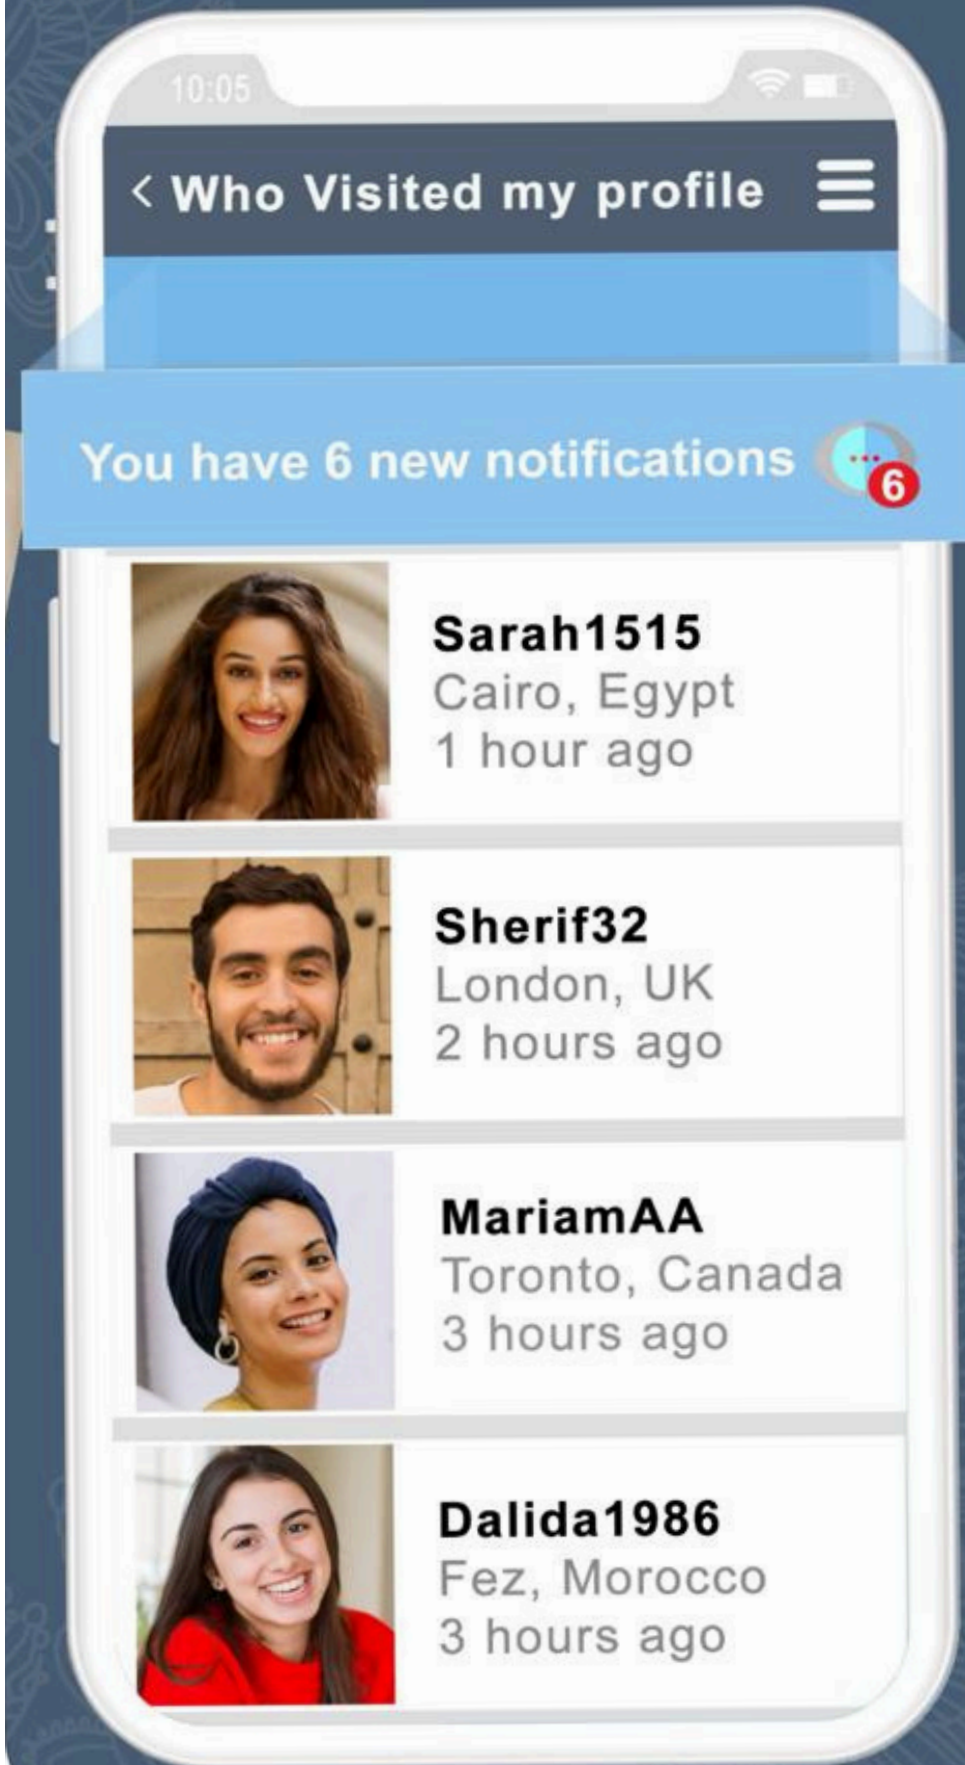 10:05
< Who Visited my profile
You have 6 new notifications
6
Sarah1515
Cairo, Egypt
1 hour ago
Sherif32
London, UK
2 hours ago
MariamAA
Toronto, Canada
3 hours ago
Dalida1986
Fez, Morocco
3 hours ago